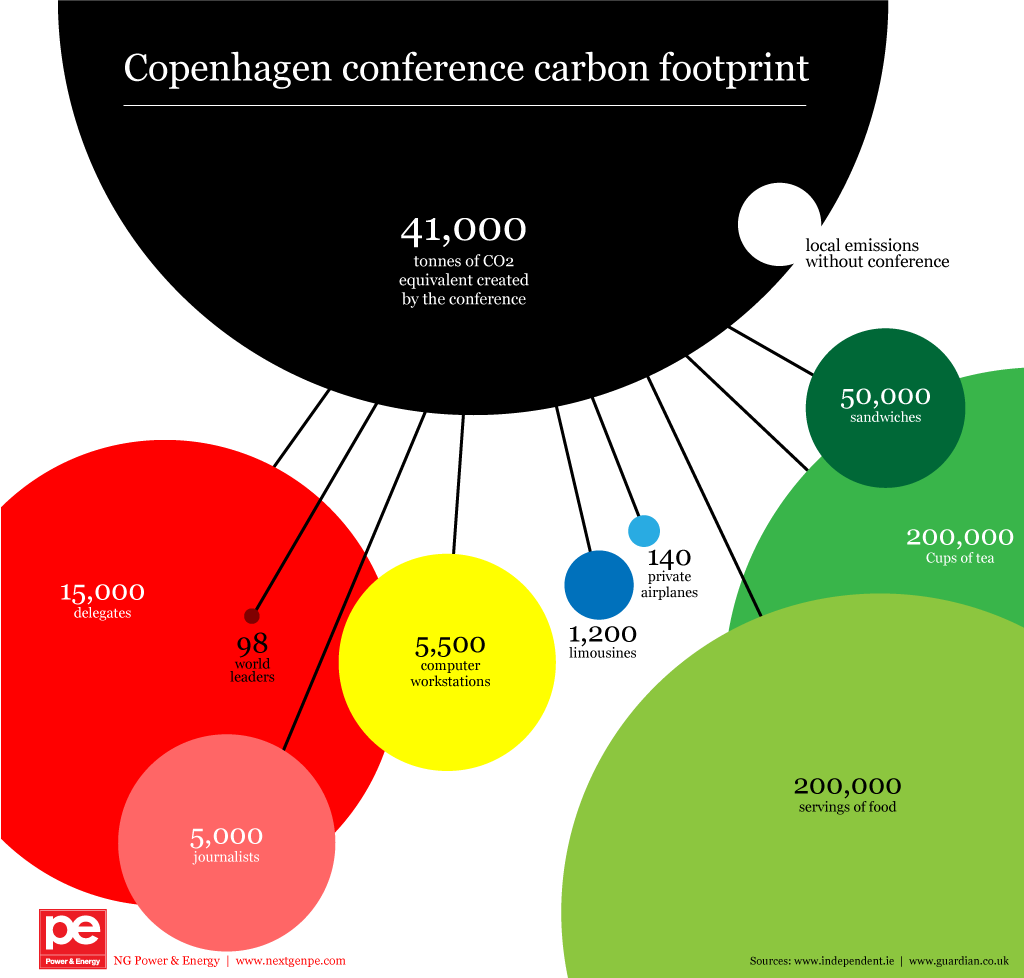 Copenhagen conference carbon footprint
41,000
tonnes of CO2
equivalent created
by the conference
local emissions
without conference
50,000
sandwiches
200,000
Cups of tea
15,000
delegates
98
world
leaders
5,500
computer
workstations
140
private
airplanes
1,200
limousines
200,000
servings of food
5,000
journalists
pe
Power & Energy
NG Power & Energy | www.nextgenpe.com
Sources: www.independent.ie | www.guardian.co.uk